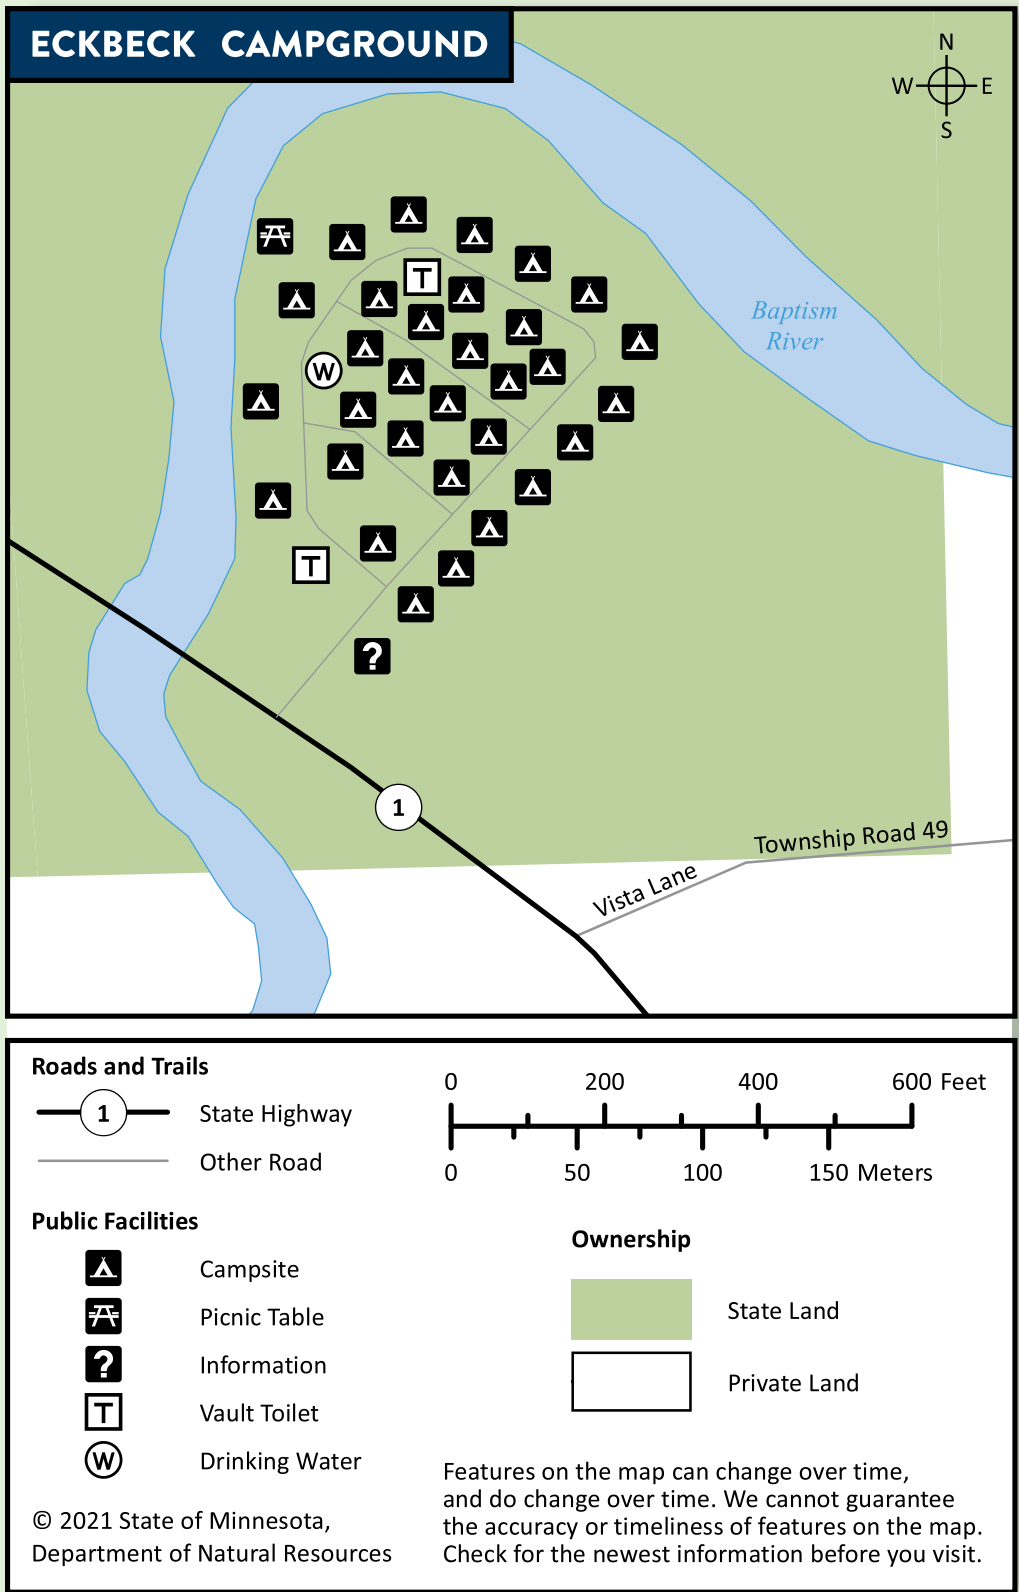 ECKBECK CAMPGROUND
N
W E
S
T
Baptism
River
W
T
?
1
Township Road 49
Vista Lane
Roads and Trails
1 State Highway
Other Road
0 200 400 600 Feet
0 50 100 150 Meters
Public Facilities
Campsite
Picnic Table
? Information
T Vault Toilet
W Drinking Water
Ownership
State Land
Private Land
© 2021 State of Minnesota,
Department of Natural Resources
Features on the map can change over time,
and do change over time. We cannot guarantee
the accuracy or timeliness of features on the map.
Check for the newest information before you visit.